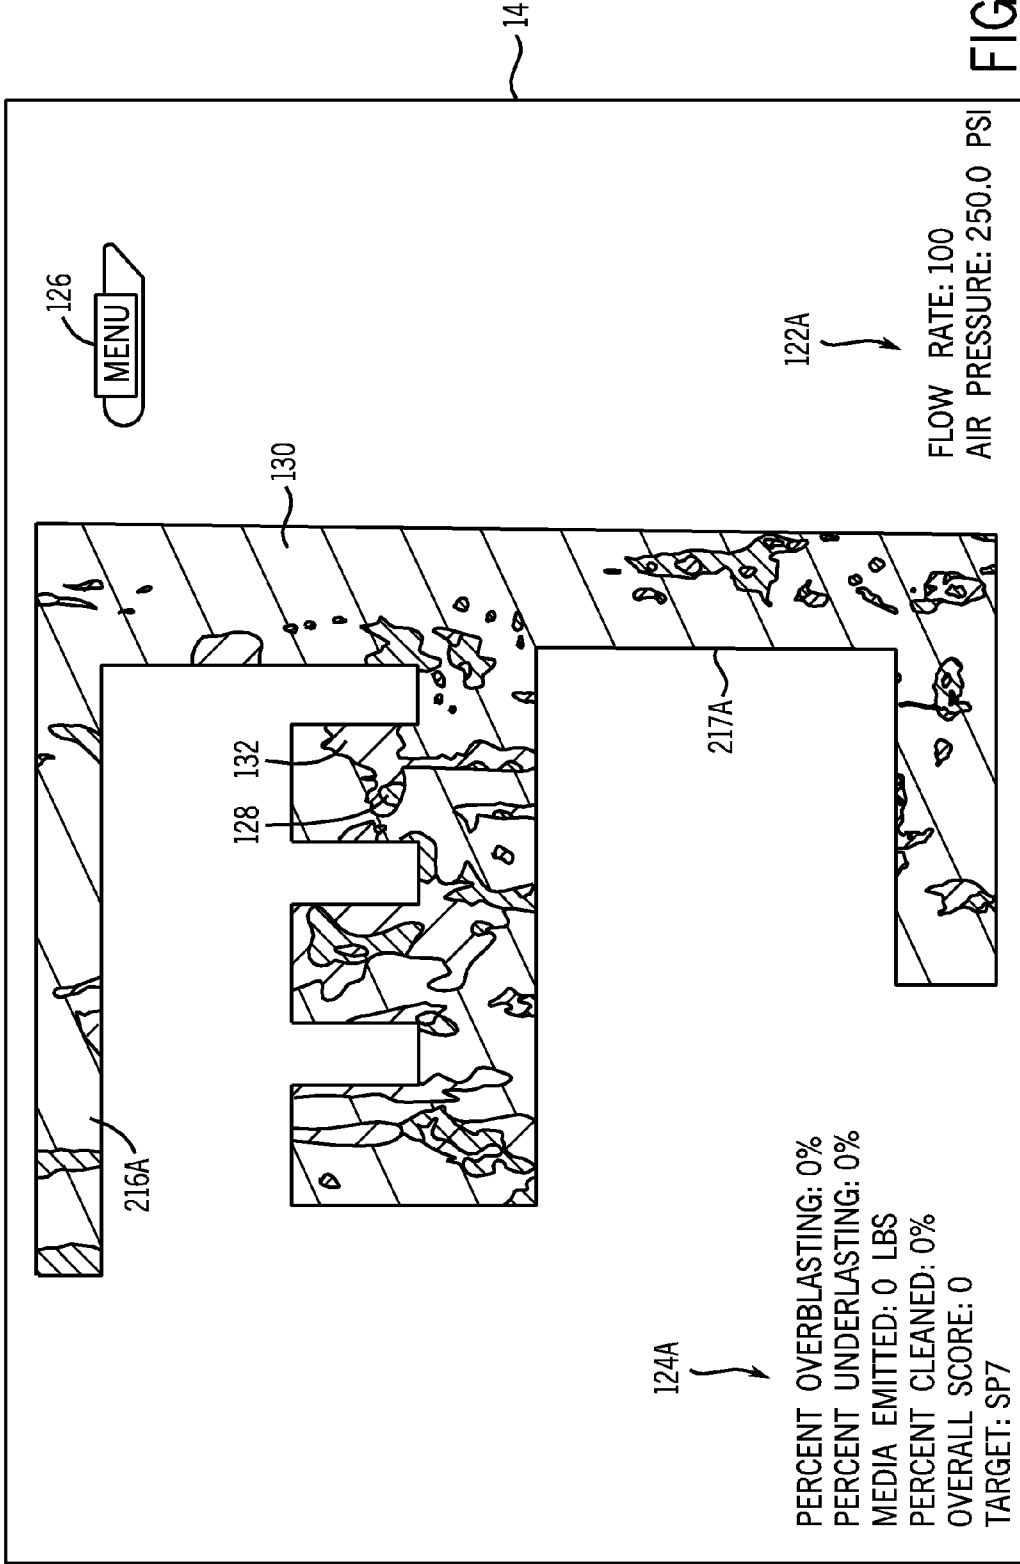 14
FIG
126
MENU
130
216A
132
128
217A
122A
FLOW RATE: 100
AIR PRESSURE: 250.0 PSI
124A
PERCENT OVERBLASTING: 0%
PERCENT UNDERLASTING: 0%
MEDIA EMITTED: 0 LBS
PERCENT CLEANED: 0%
OVERALL SCORE: 0
TARGET: SP7